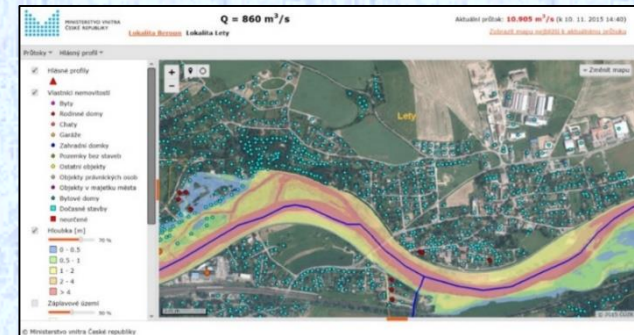 MINISTERSTVO VNITRA
ČESKÉ REPUBLIKY
Q = 860 m³/s
Lokalita Beroun Lokalita Lety
Aktuální průtok: 10.905 m³/s (k 10. 11. 2015 14:40)
Zobrazit mapu nejbližší k aktuálnímu průtoku
Průtoky Hlásný profil
Hlásné profily
Vlastníci nemovitostí
Byty
Rodinné domy
Chaty
Garáže
Zahradní domky
Pozemky bez staveb
Ostatní objekty
Objekty právnických osob
Objekty v majetku města
Bytové domy
Dočasné stavby
neurčené
Hloubka [m]
70 %
0 - 0.5
0.5 - 1
1 - 2
2 - 4
> 4
Záplavové území
50 %
+
−
Změnit mapu
Lety
© Ministerstvo vnitra České republiky